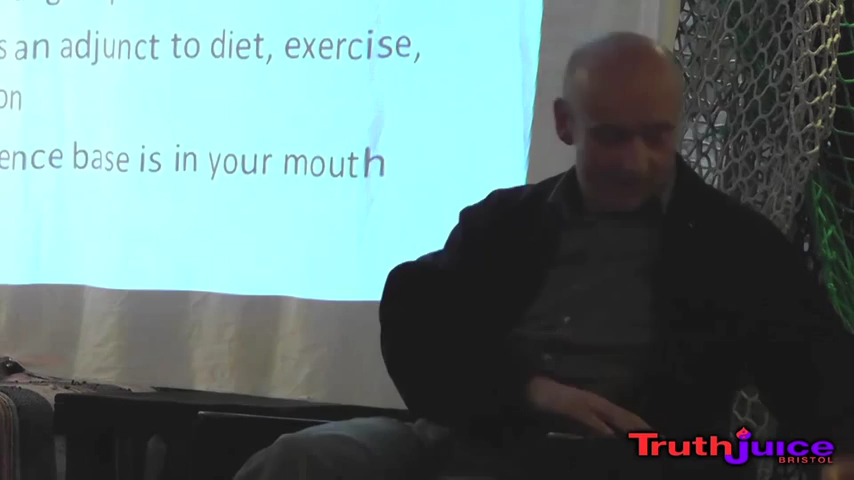 an adjunct to diet, exercise,
on
ence base is in your mouth
Truthjuice
BRISTOL